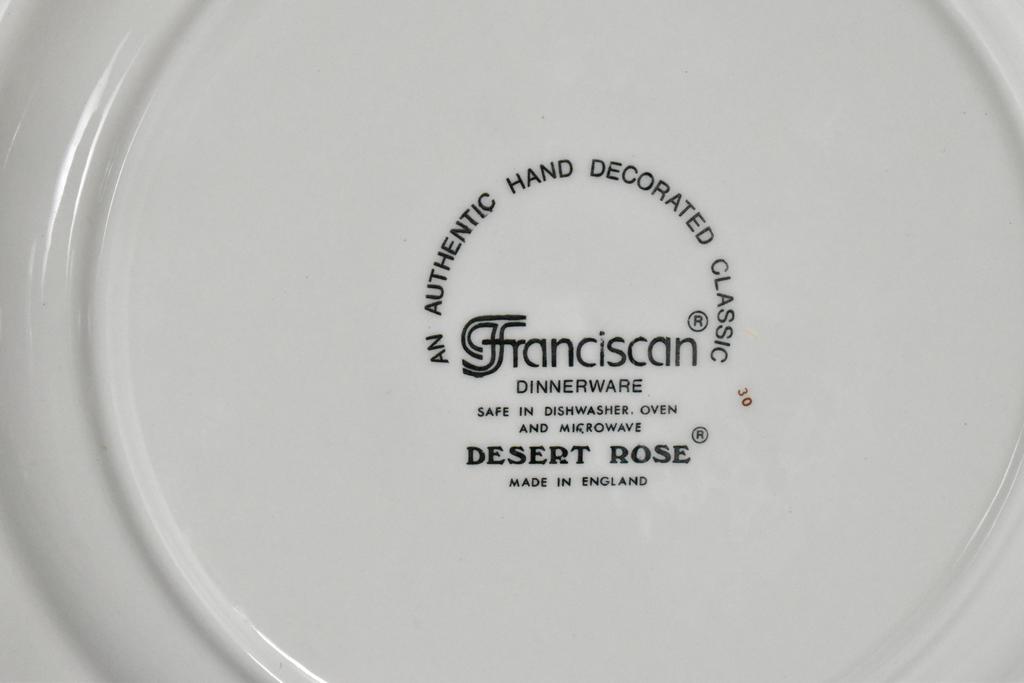 AN AUTHENTIC HAND DECORATED CLASSIC
Franciscan ®
DINNERWARE
30
SAFE IN DISHWASHER, OVEN
AND MICROWAVE
DESERT ROSE ®
MADE IN ENGLAND